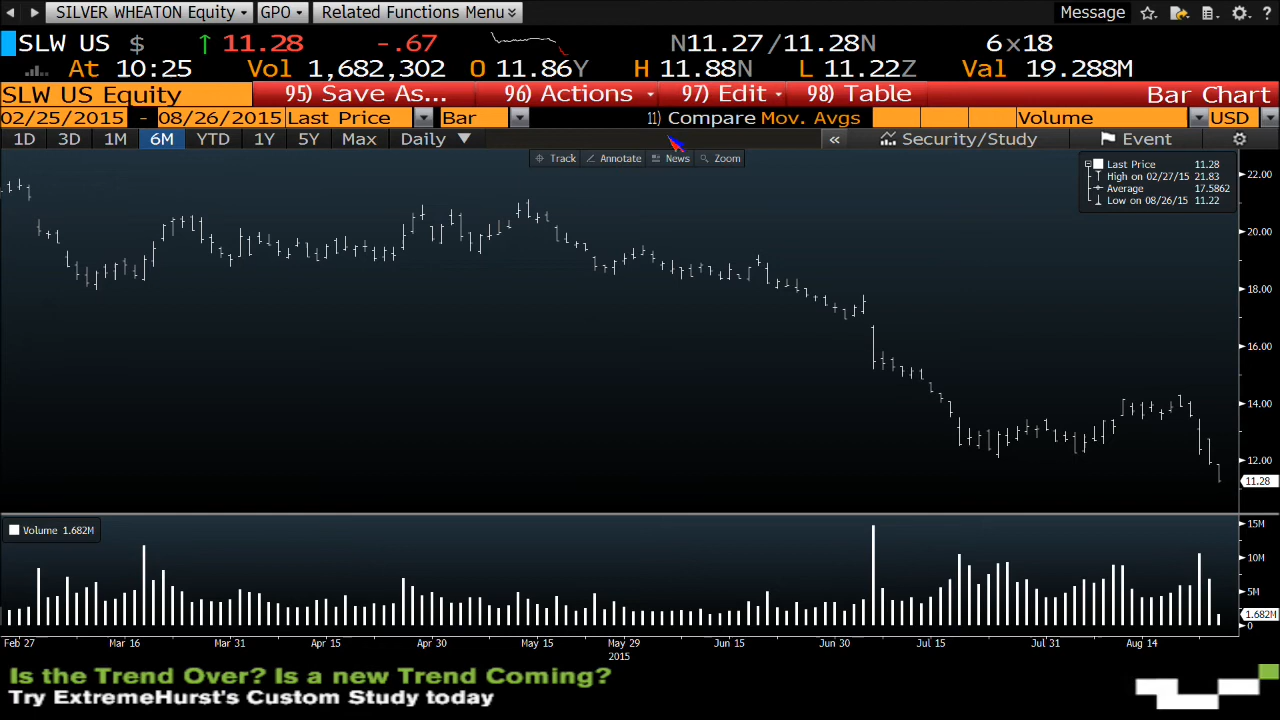 SILVER WHEATON Equity GPO Related Functions Menu Message ?
SLW US $ ↑ 11.28 -.67 N11.27/11.28N 6x18
At 10:25 Vol 1,682,302 O 11.86Y H 11.88N L 11.22Z Val 19.288M
SLW US Equity 95) Save As... 96) Actions 97) Edit 98) Table Bar Chart
02/25/2015 - 08/26/2015 Last Price Bar 11) Compare Mov. Avgs Volume USD
1D 3D 1M 6M YTD 1Y 5Y Max Daily ▼ « Security/Study Event
Track Annotate News Zoom
Last Price 11.28
High on 02/27/15 21.83
Average 17.5862
Low on 08/26/15 11.22
22.00
20.00
18.00
16.00
14.00
12.00
11.28
Volume 1.682M
15M
10M
5M
1.682M
0
Feb 27 Mar 16 Mar 31 Apr 15 Apr 30 May 15 May 29 Jun 15 Jun 30 Jul 15 Jul 31 Aug 14
2015
Is the Trend Over? Is a new Trend Coming?
Try ExtremeHurst's Custom Study today